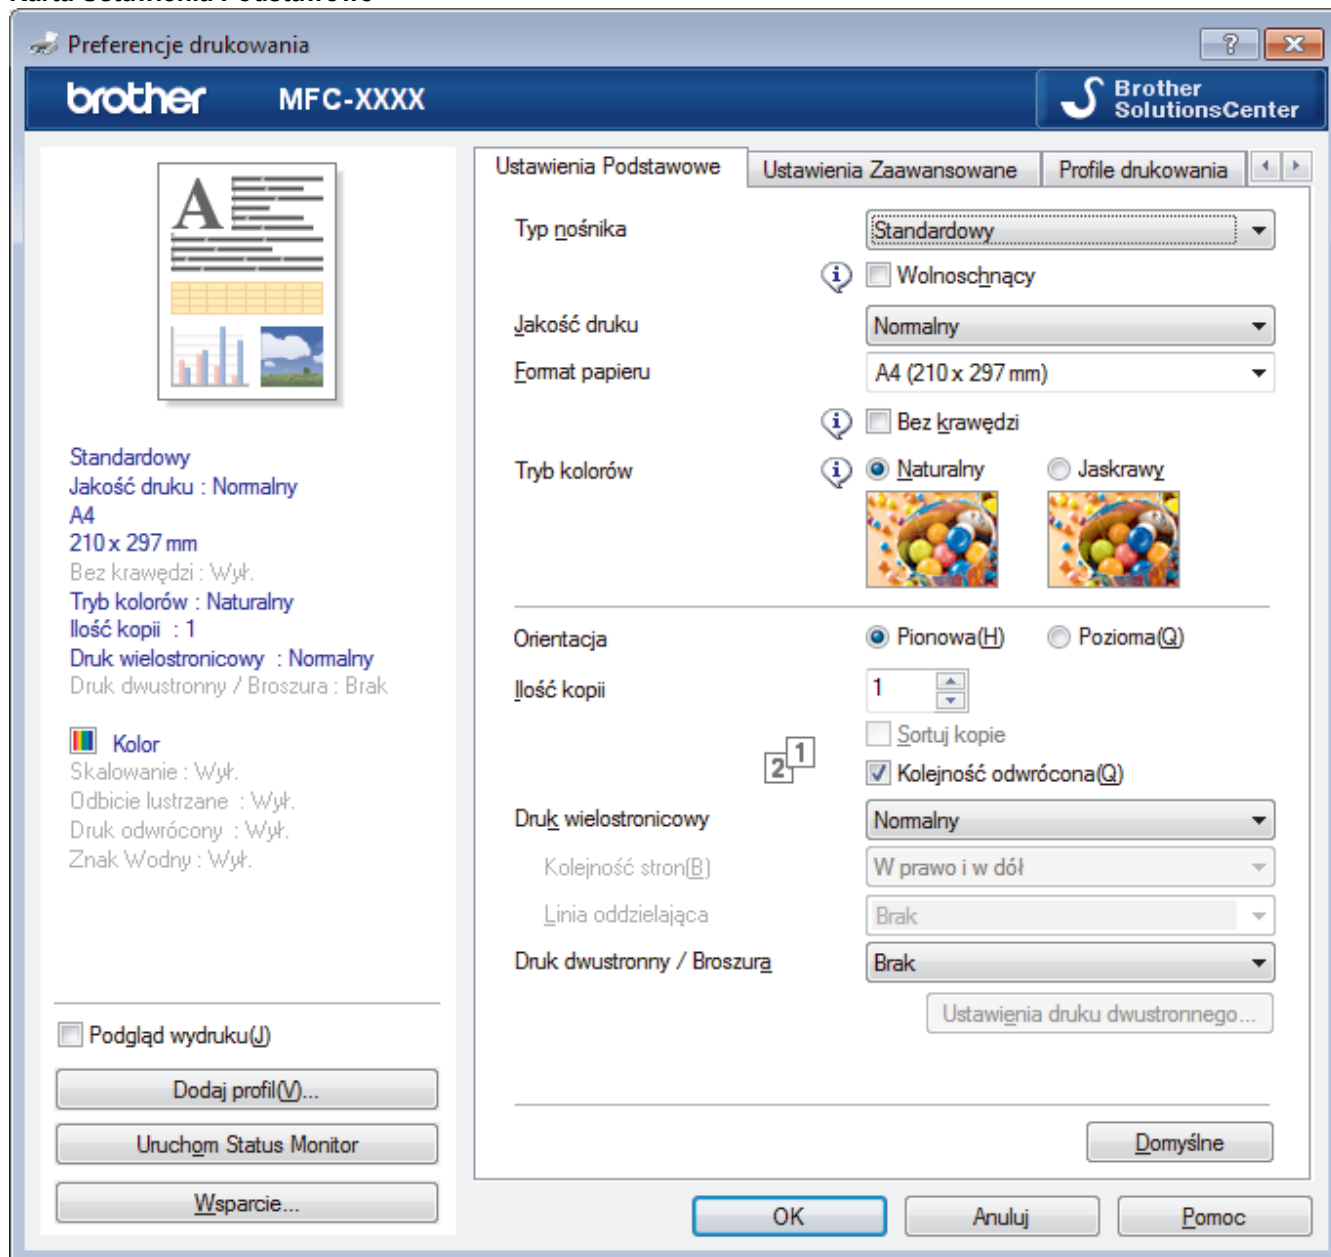 Karta Ustawienia Podstawowe
Preferencje drukowania
brother MFC-XXXX
Brother
SolutionsCenter
A
Standardowy
Jakość druku : Normalny
A4
210 x 297 mm
Bez krawędzi : Wył.
Tryb kolorów : Naturalny
Ilość kopii : 1
Druk wielostronicowy : Normalny
Druk dwustronny / Broszura : Brak
Kolor
Skalowanie : Wył.
Odbicie lustrzane : Wył.
Druk odwrócony : Wył.
Znak Wodny : Wył.
Podgląd wydruku(J)
Dodaj profil(V)...
Uruchom Status Monitor
Wsparcie...
Ustawienia Podstawowe Ustawienia Zaawansowane Profile drukowania
Typ nośnika Standardowy
Wolnoschnący
Jakość druku Normalny
Format papieru A4 (210 x 297 mm)
Bez krawędzi
Tryb kolorów Naturalny Jaskrawy
Orientacja Pionowa(H) Pozioma(Q)
Ilość kopii 1
Sortuj kopie
2 1
Kolejność odwrócona(Q)
Druk wielostronicowy Normalny
Kolejność stron(B) W prawo i w dół
Linia oddzielająca Brak
Druk dwustronny / Broszura Brak
Ustawienia druku dwustronnego...
Domyślne
OK Anuluj Pomoc